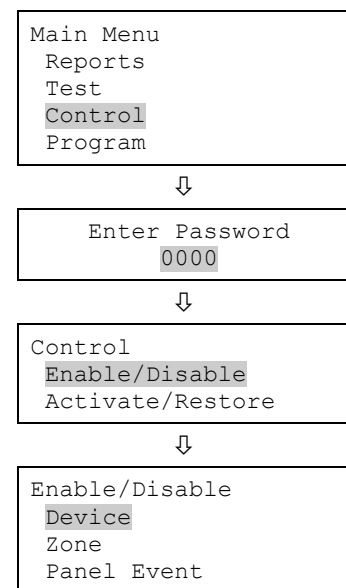 Main Menu
Reports
Test
Control
Program
⇩
Enter Password
0000
⇩
Control
Enable/Disable
Activate/Restore
⇩
Enable/Disable
Device
Zone
Panel Event